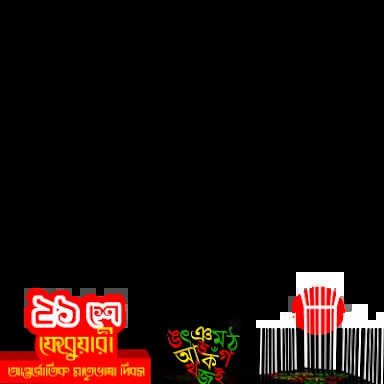 ২১ শে
ফেব্রুয়ারী
আন্তর্জাতিক মাতৃভাষা দিবস
ঞ ম ঠ
আ ক